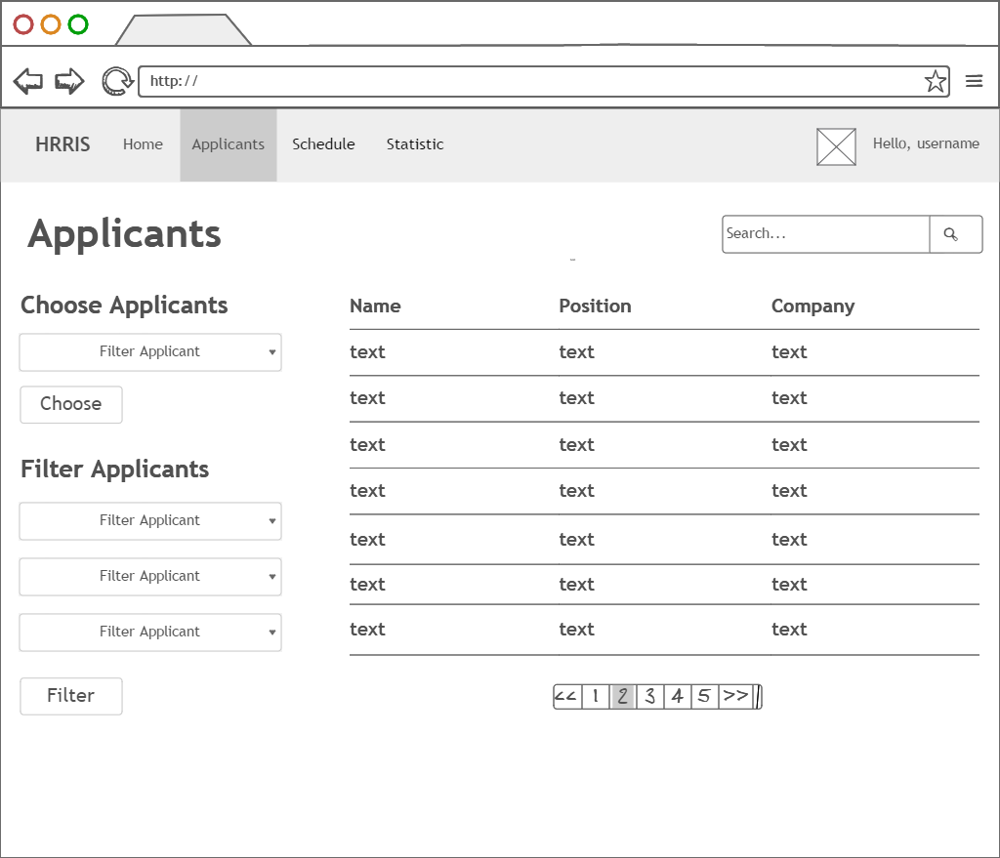 http://
HRRIS Home Applicants Schedule Statistic Hello, username
Applicants
Search...
Choose Applicants
Filter Applicant
Choose
Filter Applicants
Filter Applicant
Filter Applicant
Filter Applicant
Filter
Name Position Company
text text text
text text text
text text text
text text text
text text text
text text text
text text text
<< 1 2 3 4 5 >>